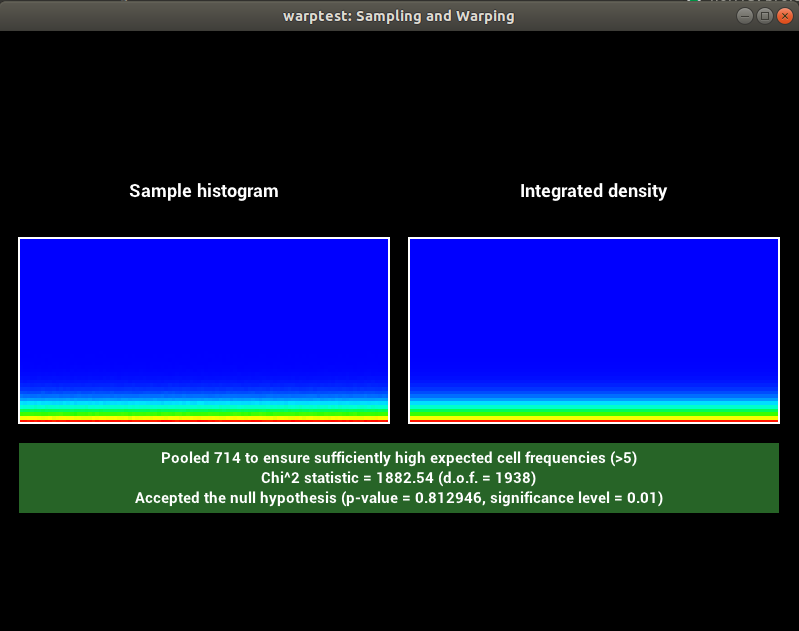 warptest: Sampling and Warping
Sample histogram
Integrated density
Pooled 714 to ensure sufficiently high expected cell frequencies (>5)
Chi^2 statistic = 1882.54 (d.o.f. = 1938)
Accepted the null hypothesis (p-value = 0.812946, significance level = 0.01)